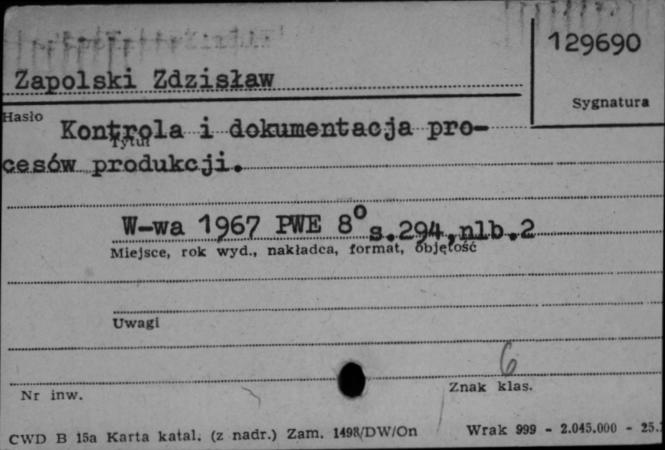 129690
Zapolski Zdzisław
Hasło
Sygnatura
Kontrola i dokumentacja pro-
Tytuł
cesów produkcji.
W-wa 1967 PWE 8° s.294,nlb.2
Miejsce, rok wyd., nakładca, format, objętość
Uwagi
6
Nr inw.
Znak klas.
CWD B 15a Karta katal. (z nadr.) Zam. 1498/DW/On Wrak 999 - 2.045.000 - 25.